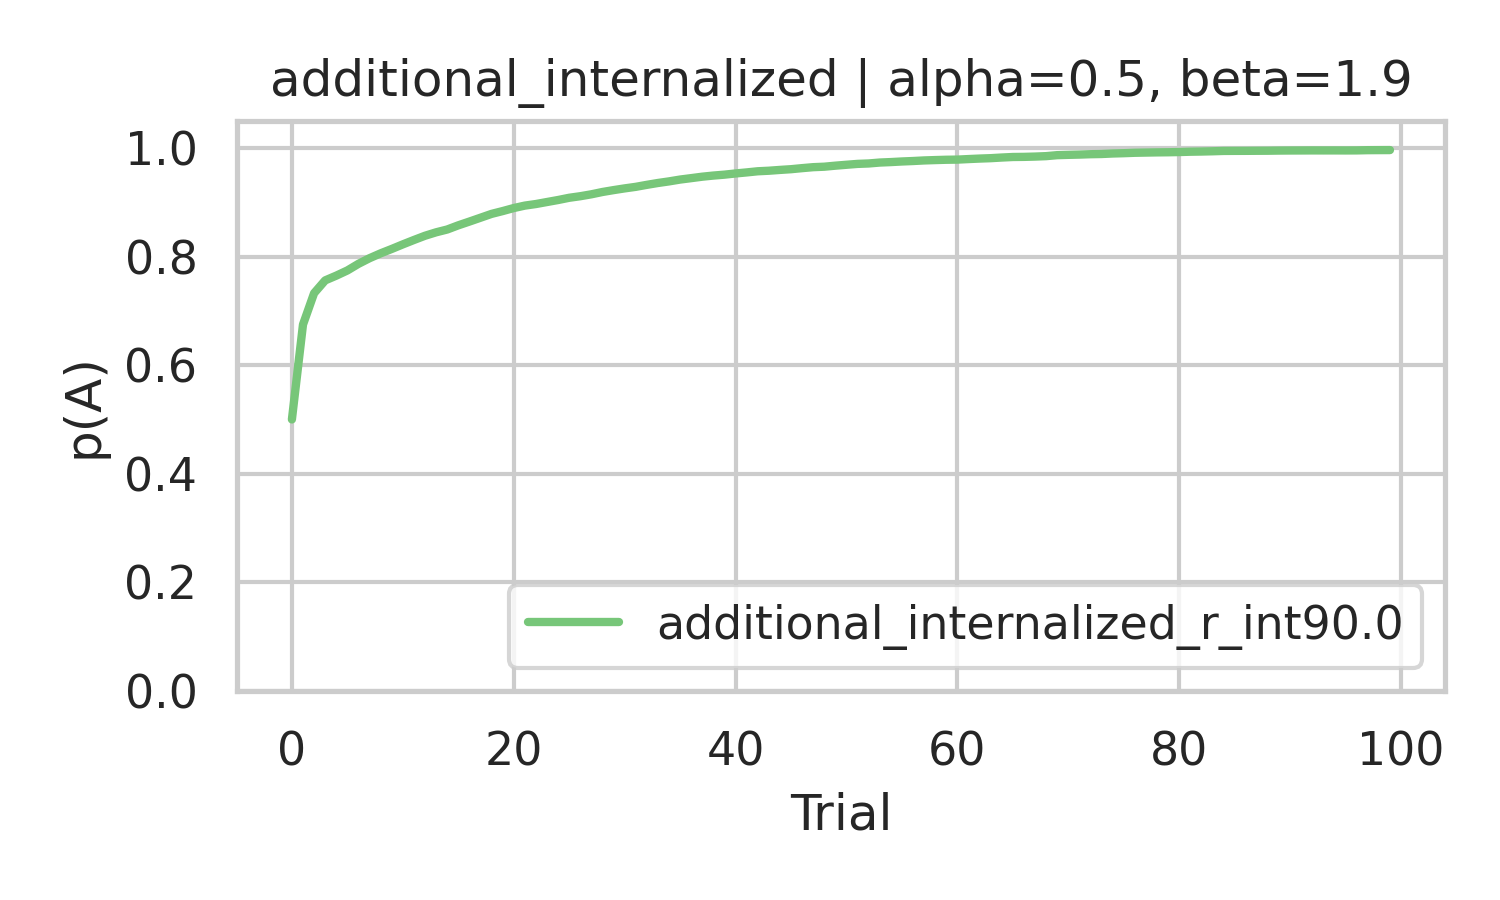 additional_internalized | alpha=0.5, beta=1.9
1.0
0.8
0.6
0.4
0.2
0.0
p(A)
additional_internalized_r_int90.0
0 20 40 60 80 100
Trial